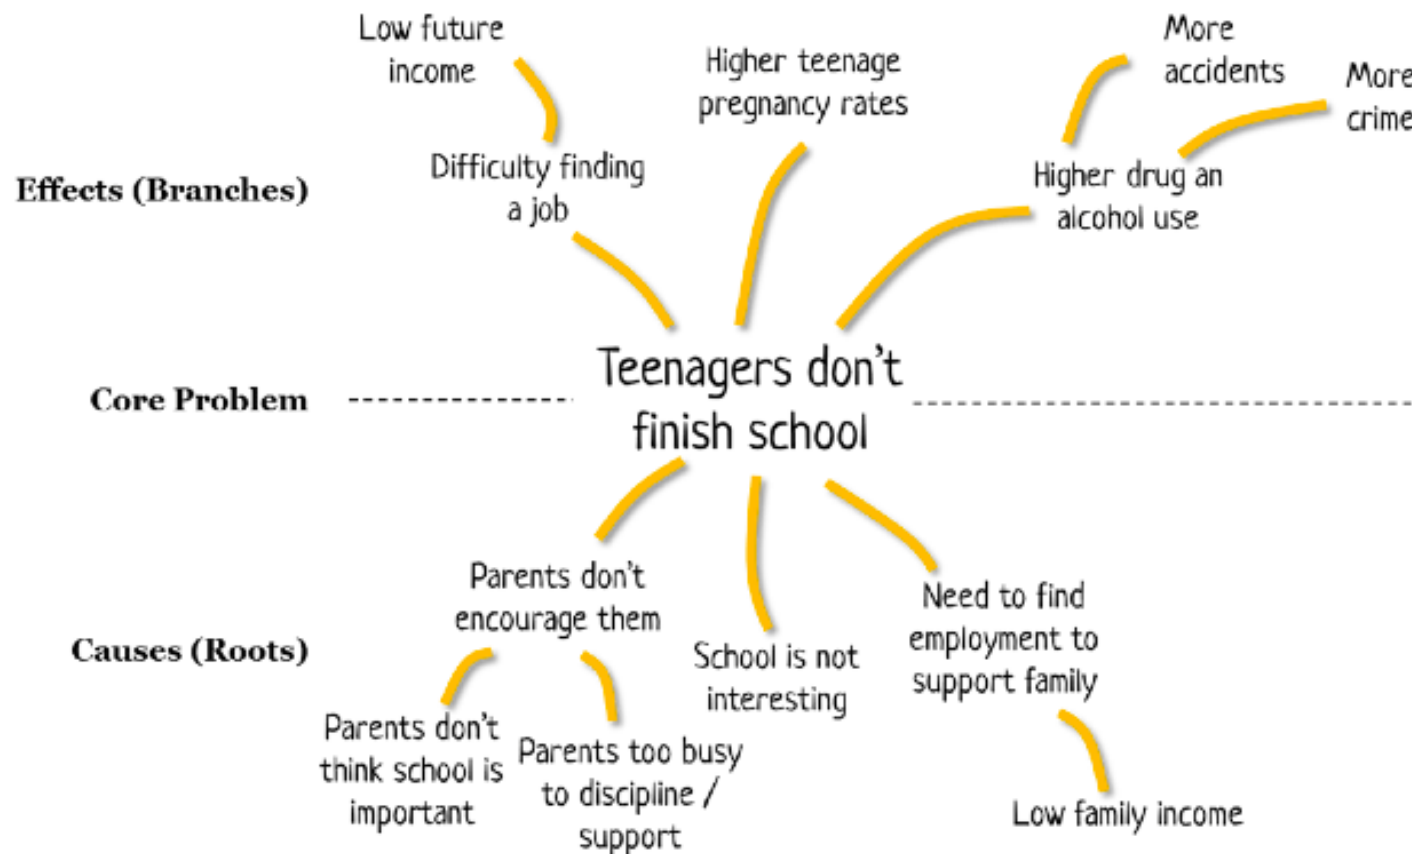 Low future
income
Higher teenage
pregnancy rates
More
accidents
More
crime
Difficulty finding
a job
Higher drug an
alcohol use
Effects (Branches)
Teenagers don't
finish school
Core Problem
Parents don't
encourage them
School is not
interesting
Need to find
employment to
support family
Causes (Roots)
Parents don't
think school is
important
Parents too busy
to discipline /
support
Low family income